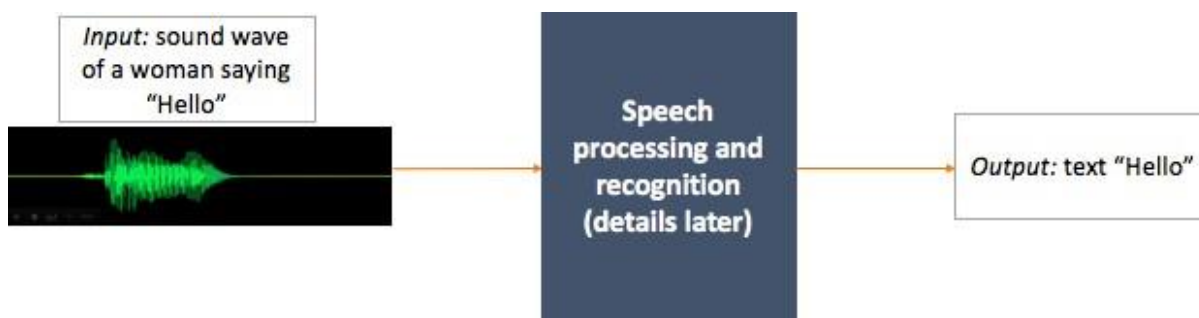 Input: sound wave
of a woman saying
“Hello”
Speech
processing and
recognition
(details later)
Output: text “Hello”